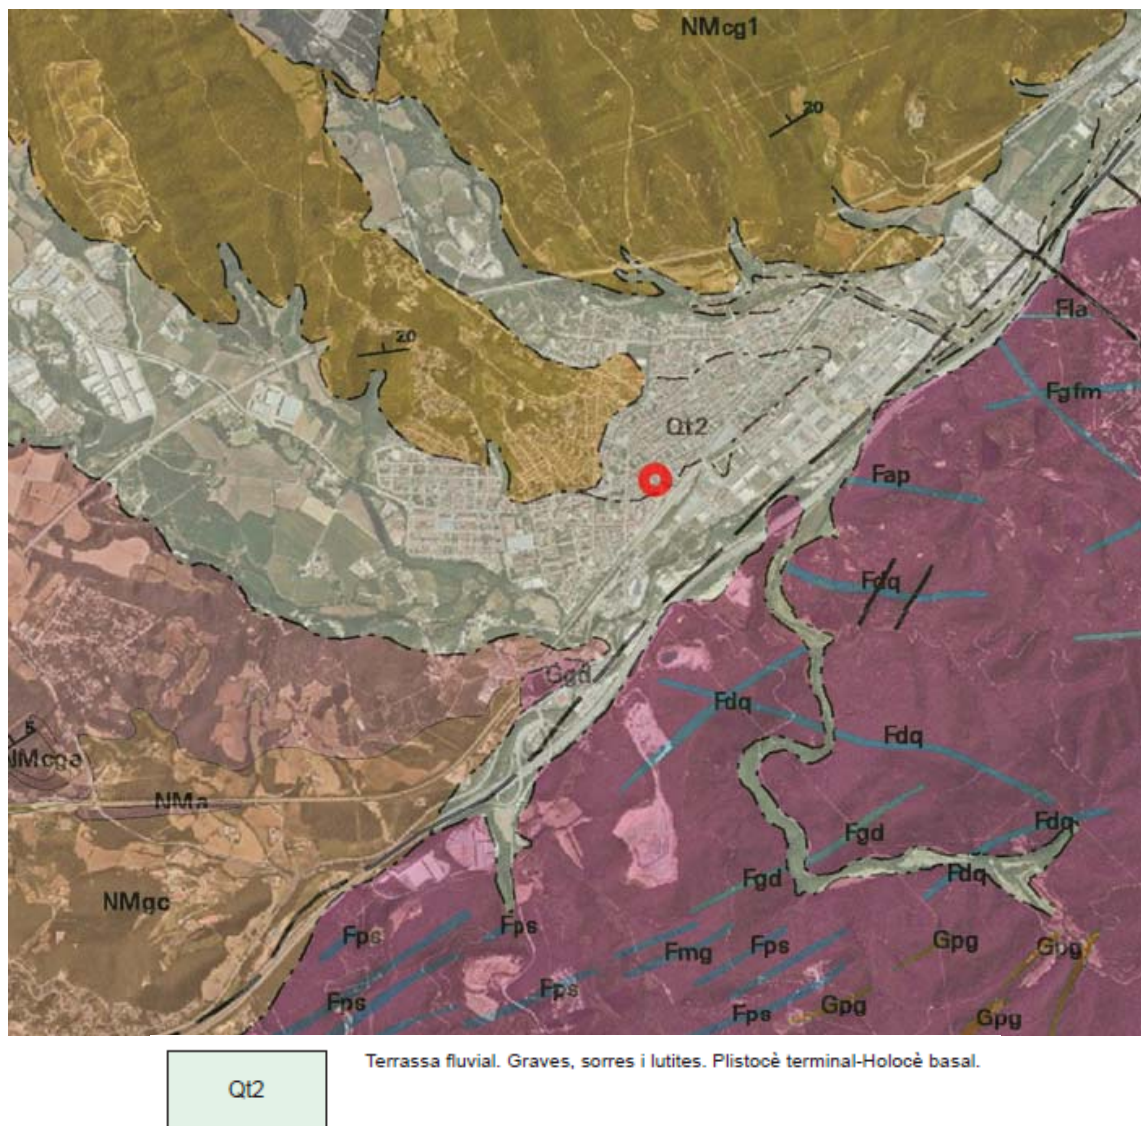 NMcg1
20
20
Fla
Fgfm
Qt2
Fap
Fdq
Ggd
Fdq
Fdq
5
NMcga
NMa
Fdq
Fgd
Fgd
Fdq
NMgc
Fps
Fps
Fmg
Fps
Gpg
Gpg
Fps
Fps
Fps
Gpg
Gpg
Qt2
Terrassa fluvial. Graves, sorres i lutites. Plistocè terminal-Holocè basal.